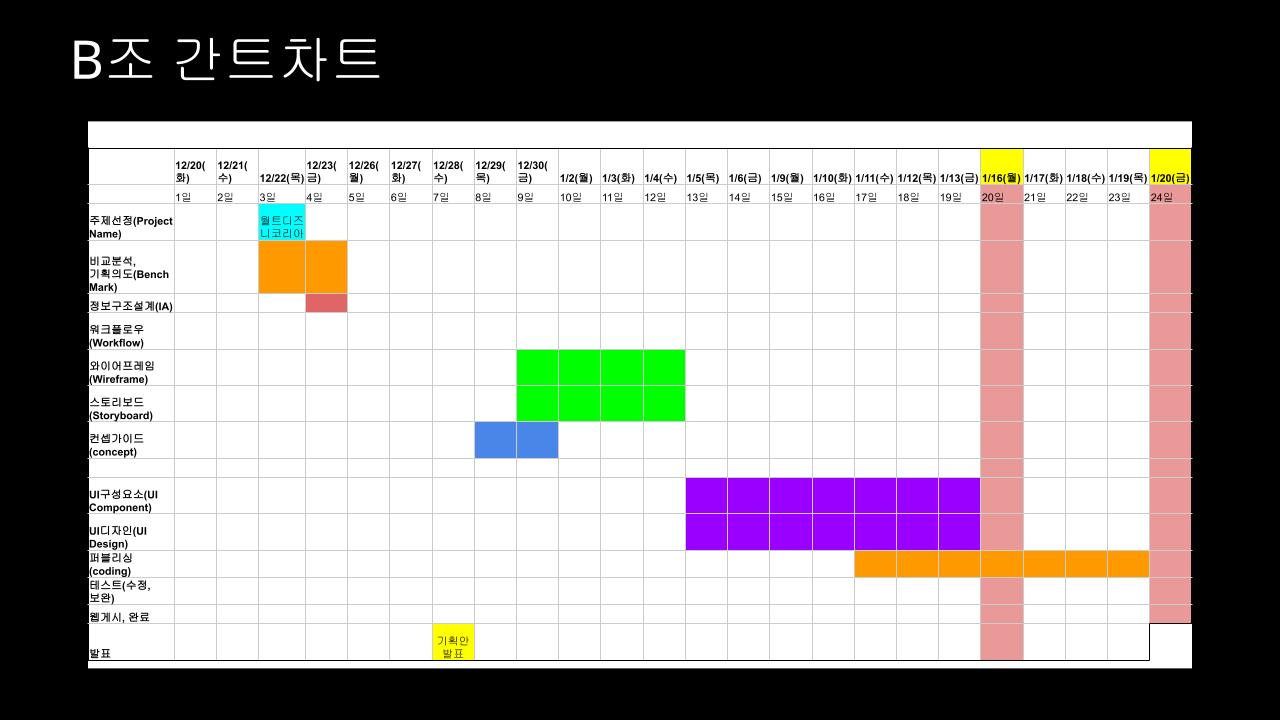 B조 간트차트
12/20(화) 12/21(수) 12/22(목) 12/23(금) 12/26(월) 12/27(화) 12/28(수) 12/29(목) 12/30(금) 1/2(월) 1/3(화) 1/4(수) 1/5(목) 1/6(금) 1/9(월) 1/10(화) 1/11(수) 1/12(목) 1/13(금) 1/16(월) 1/17(화) 1/18(수) 1/19(목) 1/20(금)
1일 2일 3일 4일 5일 6일 7일 8일 9일 10일 11일 12일 13일 14일 15일 16일 17일 18일 19일 20일 21일 22일 23일 24일
주제선정(Project
Name)
월트디즈
니코리아
비교분석,
기획의도(Bench
Mark)
정보구조설계(IA)
워크플로우
(Workflow)
와이어프레임
(Wireframe)
스토리보드
(Storyboard)
컨셉가이드
(concept)
UI구성요소(UI
Component)
UI디자인(UI
Design)
퍼블리싱
(coding)
테스트(수정,
보완)
웹게시, 완료
발표
기획안
발표